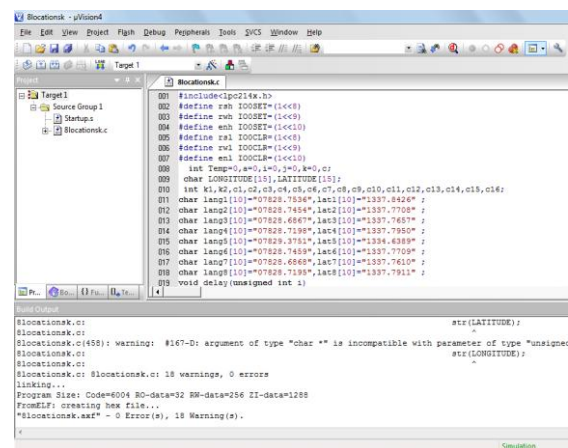 8locationsk - µVision4
File Edit View Project Flash Debug Peripherals Tools SVCS Window Help
Project
8locationsk.c
Target 1
Source Group 1
Startup.s
8locationsk.c
001 #include<lpc214x.h>
002 #define rsh IO0SET=(1<<8)
003 #define rwh IO0SET=(1<<9)
004 #define enh IO0SET=(1<<10)
005 #define rsl IO0CLR=(1<<8)
006 #define rwl IO0CLR=(1<<9)
007 #define enl IO0CLR=(1<<10)
008 int Temp=0,a=0,i=0,j=0,k=0,c;
009 char LONGITUDE[15],LATITUDE[15];
010 int k1,k2,c1,c2,c3,c4,c5,c6,c7,c8,c9,c10,c11,c12,c13,c14,c15,c16;
011 char lang1[10]="07828.7536",lat1[10]="1337.8426" ;
012 char lang2[10]="07828.7454",lat2[10]="1337.7708" ;
013 char lang3[10]="07828.6867",lat3[10]="1337.7657" ;
014 char lang4[10]="07828.7198",lat4[10]="1337.7950" ;
015 char lang5[10]="07829.3751",lat5[10]="1334.6389" ;
016 char lang6[10]="07828.7459",lat6[10]="1337.7709" ;
017 char lang7[10]="07828.6868",lat7[10]="1337.7610" ;
018 char lang8[10]="07828.7195",lat8[10]="1337.7911" ;
019 void delay(unsigned int i)
Pr... Bo... {} Fu... Te...
Build Output
8locationsk.c: str(LATITUDE);
8locationsk.c: ^
8locationsk.c(458): warning: #167-D: argument of type "char *" is incompatible with parameter of type "unsigned
8locationsk.c: str(LONGITUDE);
8locationsk.c: ^
8locationsk.c: 8locationsk.c: 18 warnings, 0 errors
linking...
Program Size: Code=6004 RO-data=32 RW-data=256 ZI-data=1288
FromELF: creating hex file...
"8locationsk.axf" - 0 Error(s), 18 Warning(s).
Simulation